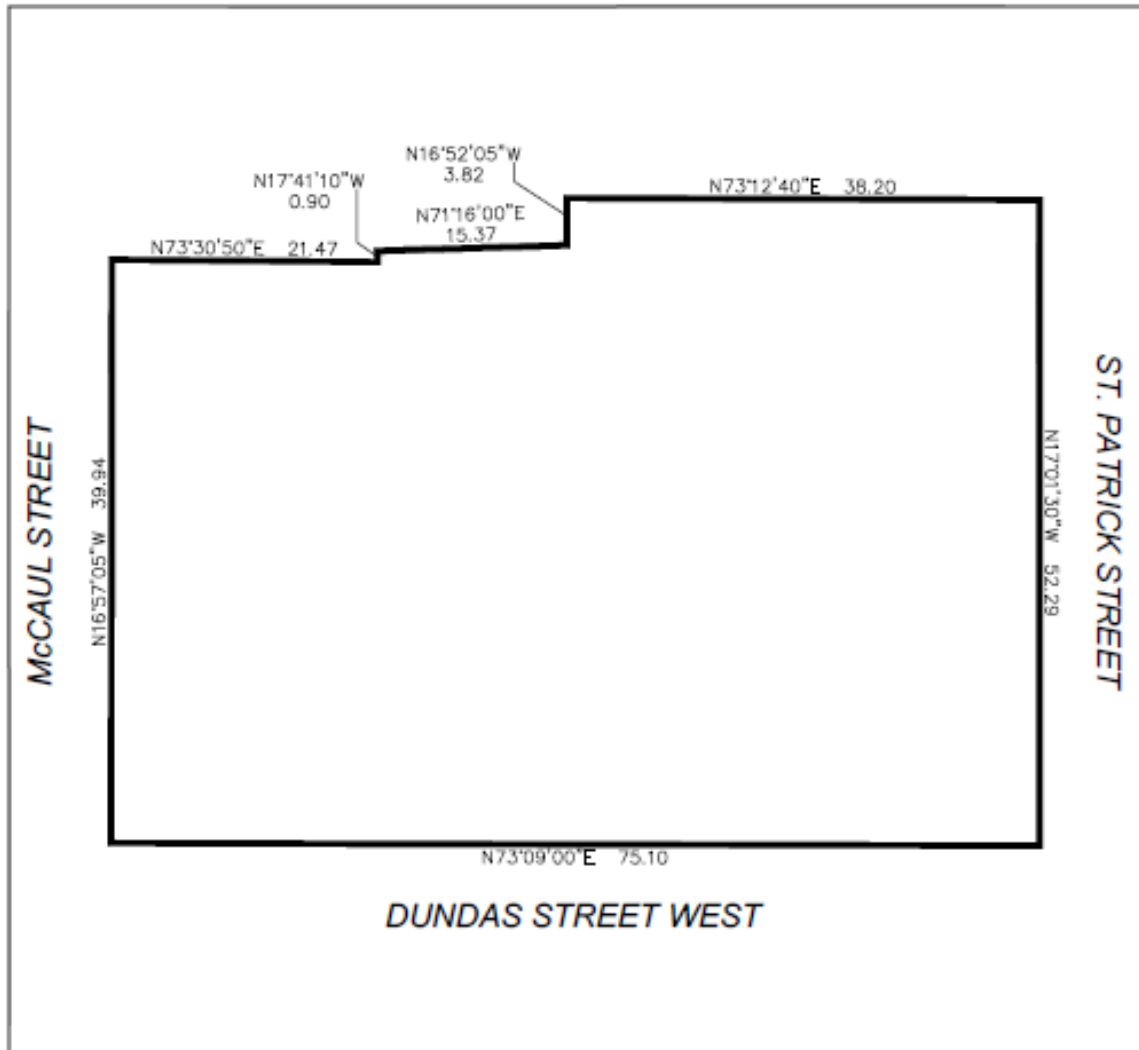 N16°52'05"W
3.82
N17°41'10"W
0.90
N73°12'40"E 38.20
N71°16'00"E
15.37
N73°30'50"E 21.47
McCAUL STREET
N16°57'05"W 39.94
N17°01'30"W 52.29
ST. PATRICK STREET
N73°09'00"E 75.10
DUNDAS STREET WEST